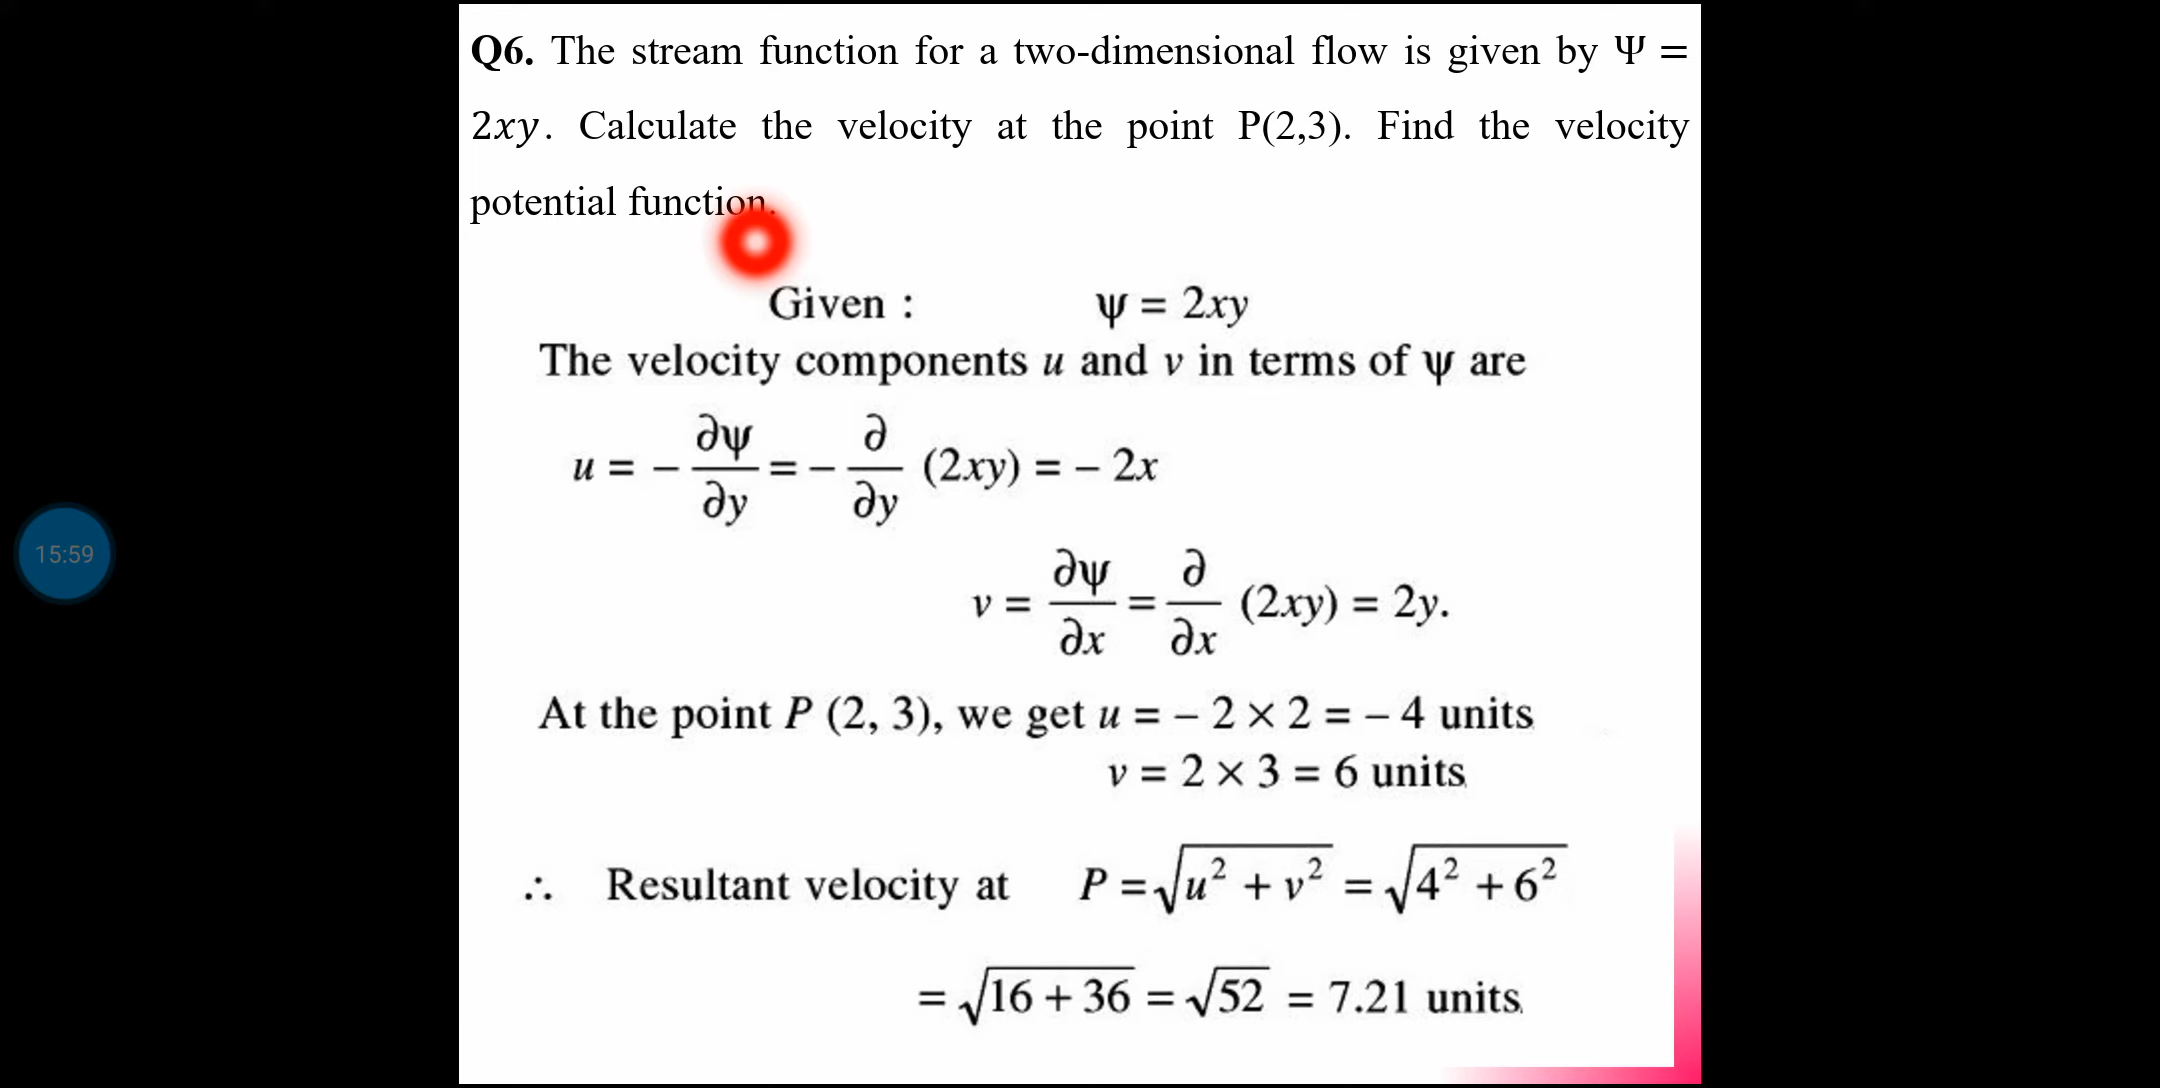 Q6. The stream function for a two-dimensional flow is given by Ψ =
2xy. Calculate the velocity at the point P(2,3). Find the velocity
potential function.
Given : ψ = 2xy
The velocity components u and v in terms of ψ are
u = − ∂ψ/∂y = − ∂/∂y (2xy) = − 2x
15:59
v = ∂ψ/∂x = ∂/∂x (2xy) = 2y.
At the point P (2, 3), we get u = − 2 × 2 = − 4 units
v = 2 × 3 = 6 units
∴ Resultant velocity at P = √(u² + v²) = √(4² + 6²)
= √(16 + 36) = √52 = 7.21 units